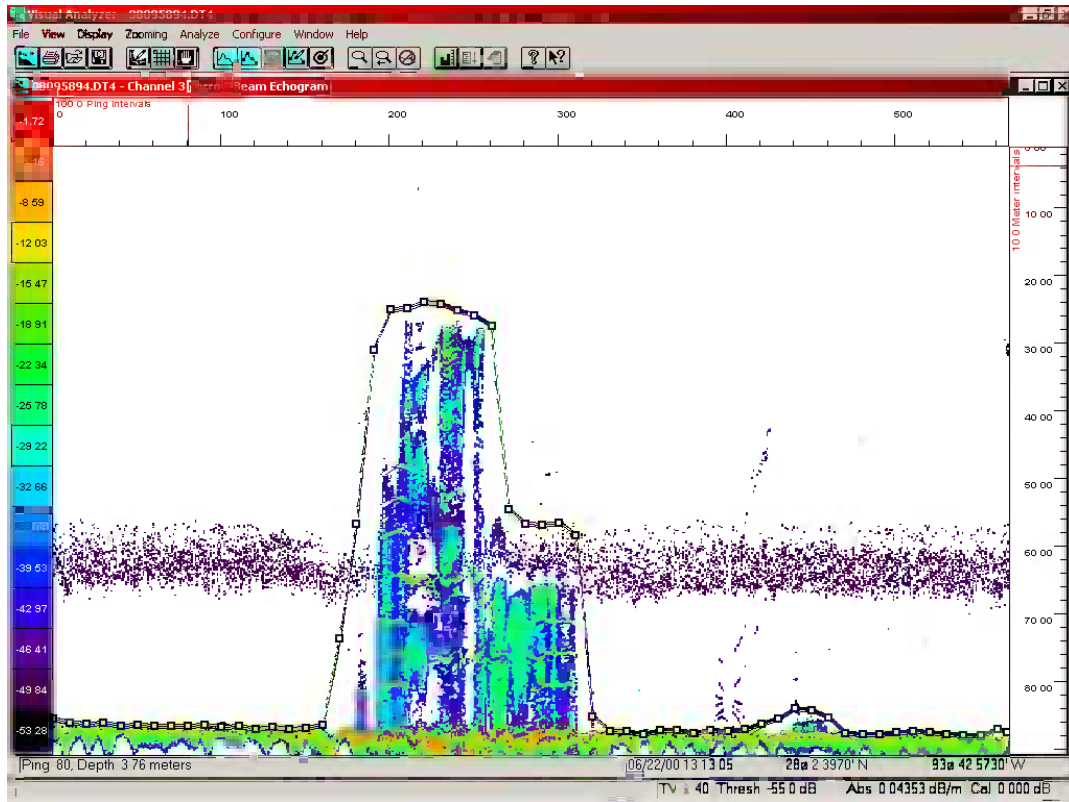 Visual Analyzer - 08095894.DT4
File View Display Zooming Analyze Configure Window Help
08095894.DT4 - Channel 3 Beam Echogram
100 0 Ping Intervals
0 100 200 300 400 500
-1.72
-8 59
-12 03
-15 47
-18 91
-22 34
-25 78
-29 22
-32 66
-39 53
-42 97
-46 41
-49 84
-53 28
10 0 Meter Intervals
10 00
20 00
30 00
40 00
50 00
60 00
70 00
80 00
Ping 80, Depth 3 76 meters 06/22/00 13 13 05 28ø 2 3970' N 93ø 42 5730' W
40 Thresh -55 0 dB Abs 0 04353 dB/m Cal 0 000 dB